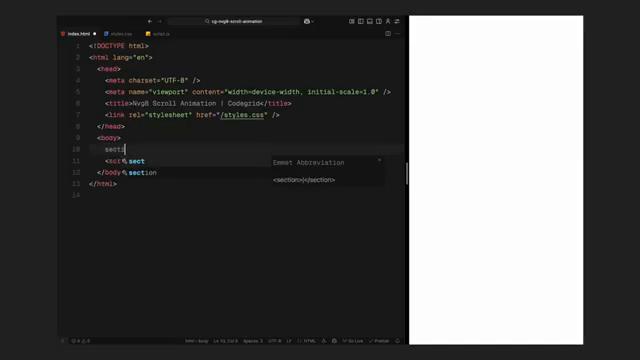 cg-nvg8-scroll-animation
index.html
styles.css
script.js
1 <!DOCTYPE html>
2 <html lang="en">
3 <head>
4 <meta charset="UTF-8" />
5 <meta name="viewport" content="width=device-width, initial-scale=1.0" />
6 <title>Nvg8 Scroll Animation | Codegrid</title>
7 <link rel="stylesheet" href="/styles.css" />
8 </head>
9 <body>
10 secti
11 <scr sect
Emmet Abbreviation
<section>|</section>
12 </body section
13 </html>
14
Ln 10, Col 8
Spaces: 3
UTF-8
LF
HTML
Go Live
Prettier